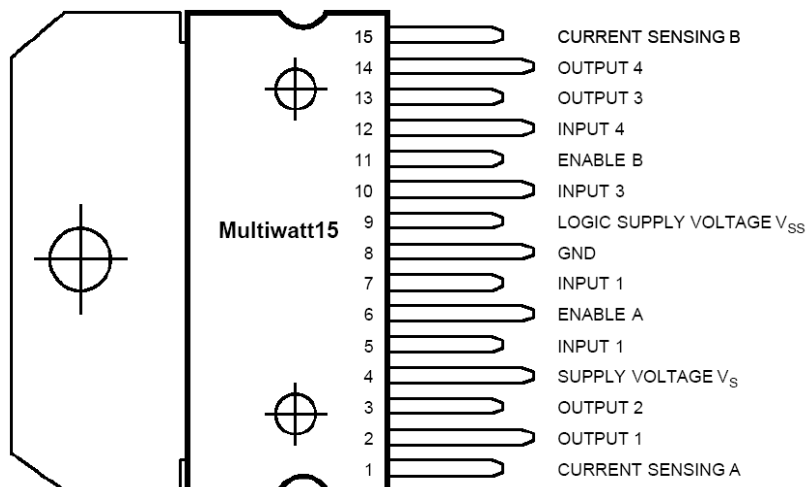 15 CURRENT SENSING B
14 OUTPUT 4
13 OUTPUT 3
12 INPUT 4
11 ENABLE B
10 INPUT 3
Multiwatt15
9 LOGIC SUPPLY VOLTAGE VSS
8 GND
7 INPUT 1
6 ENABLE A
5 INPUT 1
4 SUPPLY VOLTAGE VS
3 OUTPUT 2
2 OUTPUT 1
1 CURRENT SENSING A